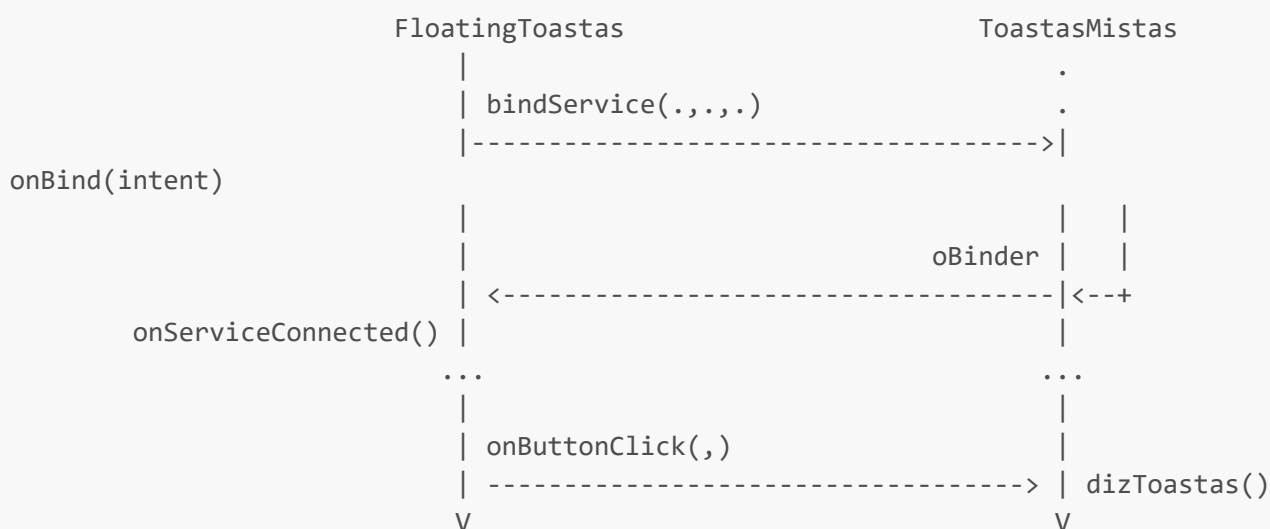 FloatingToastas ToastasMistas
| .
| bindService(.,.,.) .
|------------------------------------->|
onBind(intent)
| | |
| oBinder | |
| <------------------------------------|<--+
onServiceConnected() | |
... ...
| |
| onButtonClick(,) |
| -----------------------------------> | dizToastas()
V V